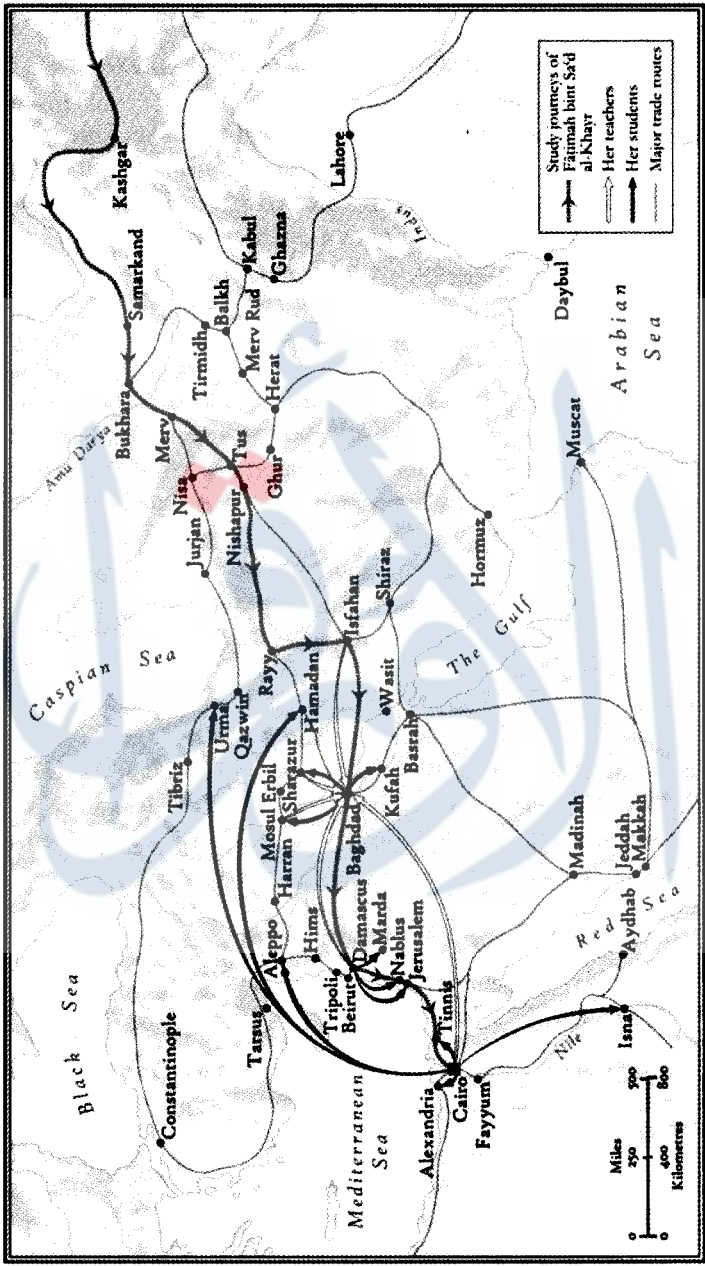 Study journeys of
Fāṭimah bint Sa‘d
al-Khayr
Her teachers
Her students
Major trade routes
Miles
0 250 500
0 400 800
Kilometres
Black Sea
Constantinople
Tarsus
Mediterranean
Sea
Alexandria
Cairo
Fayyum
Tinnis
Nile
Isna
Aydhab
Red Sea
Aleppo
Hims
Tripoli
Beirut
Damascus
Marda
Nablus
Jerusalem
Harran
Mosul
Erbil
Sharazur
Baghdad
Kufah
Wasit
Basrah
Madinah
Jeddah
Makkah
Tibriz
Urma
Qazwin
Hamadan
Rayy
Isfahan
Shiraz
Caspian Sea
The Gulf
Hormuz
Muscat
Jurjan
Nisa
Nishapur
Tus
Ghur
Merv
Amu Darya
Bukhara
Samarkand
Tirmidh
Balkh
Merv Rud
Herat
Kabul
Ghazna
Kashgar
Lahore
Indus
Daybul
Arabian
Sea